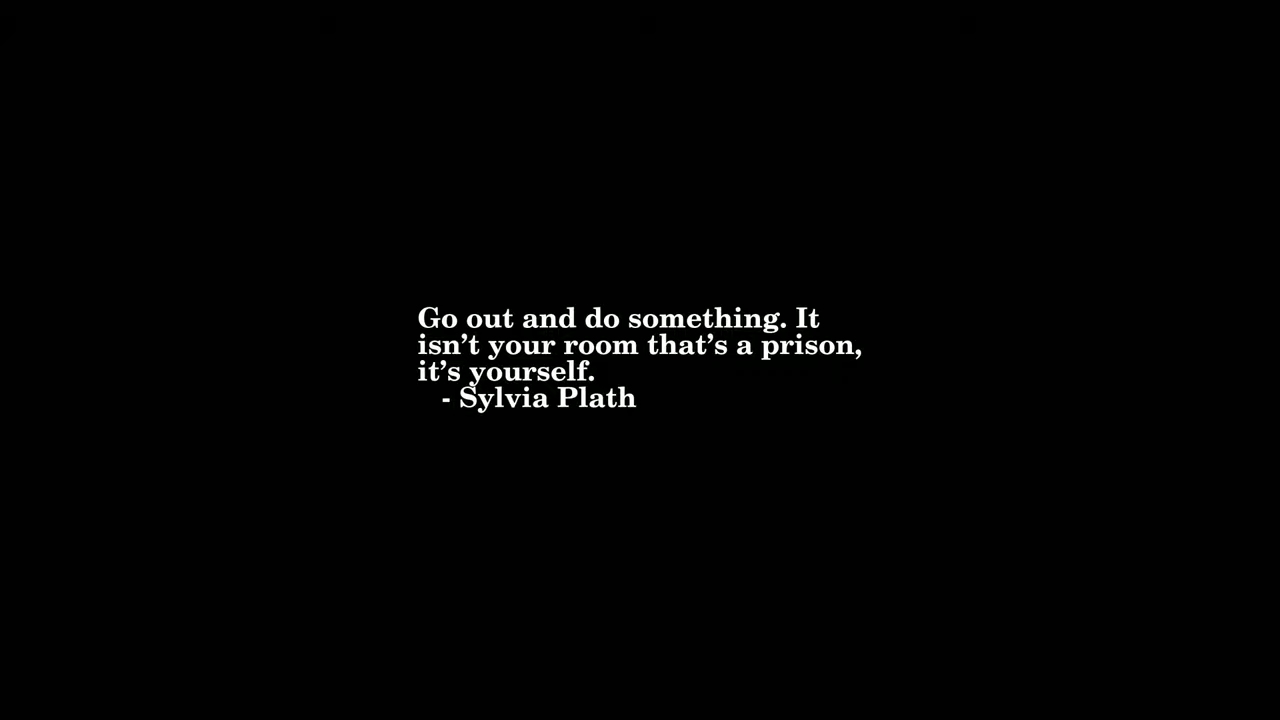 Go out and do something. It
isn’t your room that’s a prison,
it’s yourself.
- Sylvia Plath